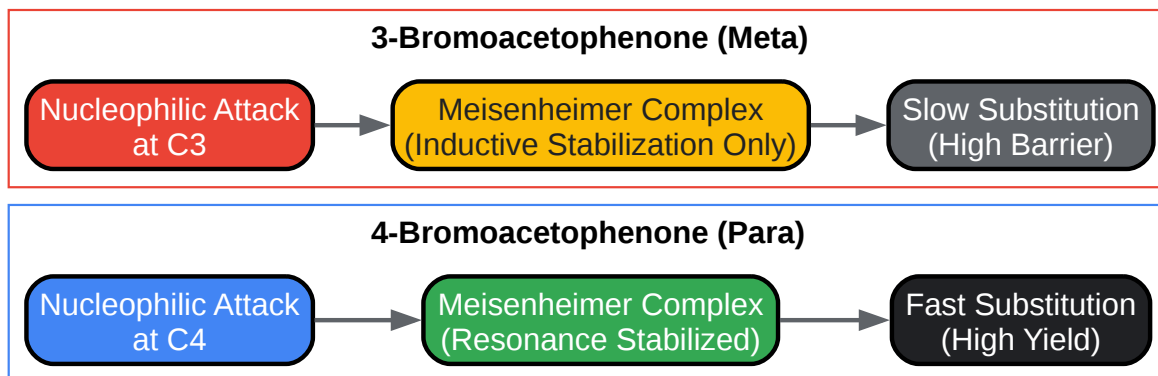 3-Bromoacetophenone (Meta)
Nucleophilic Attack
at C3
Meisenheimer Complex
(Inductive Stabilization Only)
Slow Substitution
(High Barrier)
4-Bromoacetophenone (Para)
Nucleophilic Attack
at C4
Meisenheimer Complex
(Resonance Stabilized)
Fast Substitution
(High Yield)